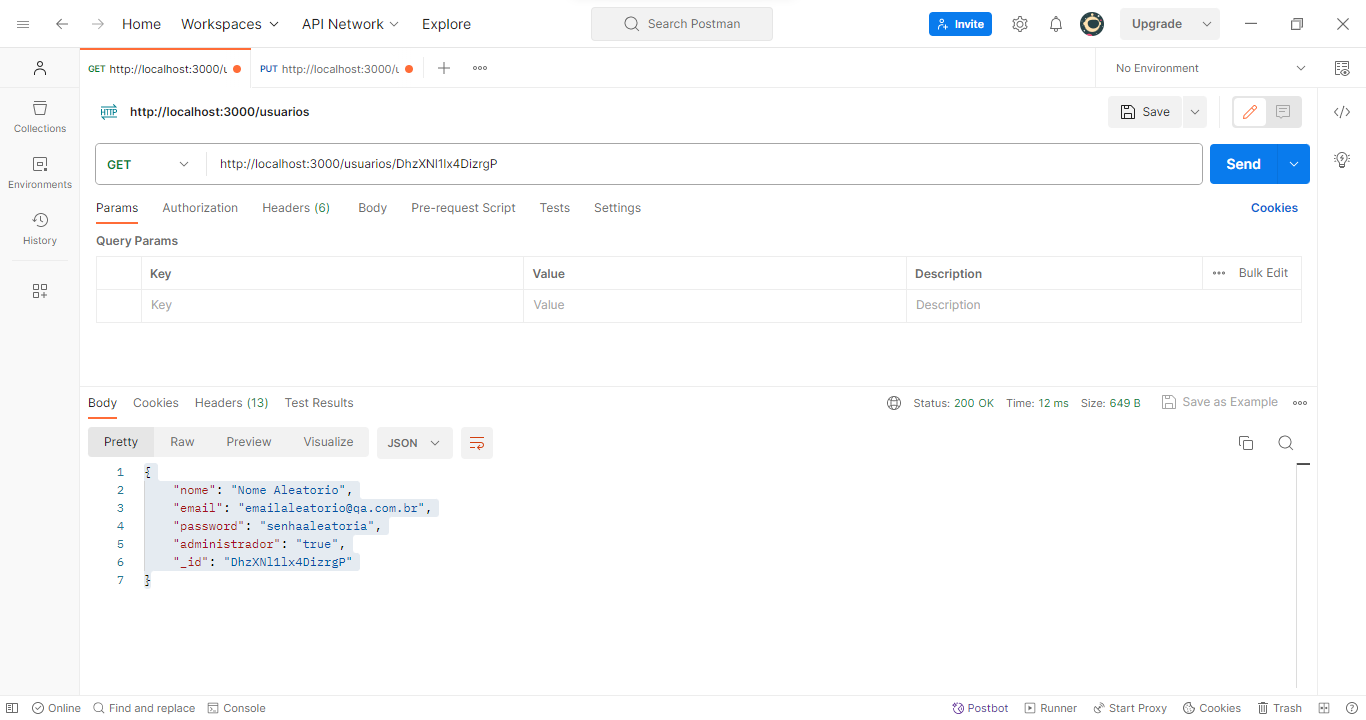 Home Workspaces API Network Explore Search Postman Invite Upgrade
GET http://localhost:3000/u PUT http://localhost:3000/u No Environment
HTTP http://localhost:3000/usuarios Save
Collections
GET http://localhost:3000/usuarios/DhzXNl1lx4DizrgP Send
Environments
Params Authorization Headers (6) Body Pre-request Script Tests Settings Cookies
History
Query Params
Key Value Description Bulk Edit
Key Value Description
Body Cookies Headers (13) Test Results Status: 200 OK Time: 12 ms Size: 649 B Save as Example
Pretty Raw Preview Visualize JSON
1 {
2 "nome": "Nome Aleatorio",
3 "email": "emailaleatorio@qa.com.br",
4 "password": "senhaaleatoria",
5 "administrador": "true",
6 "_id": "DhzXNl1lx4DizrgP"
7 }
Online Find and replace Console Postbot Runner Start Proxy Cookies Trash